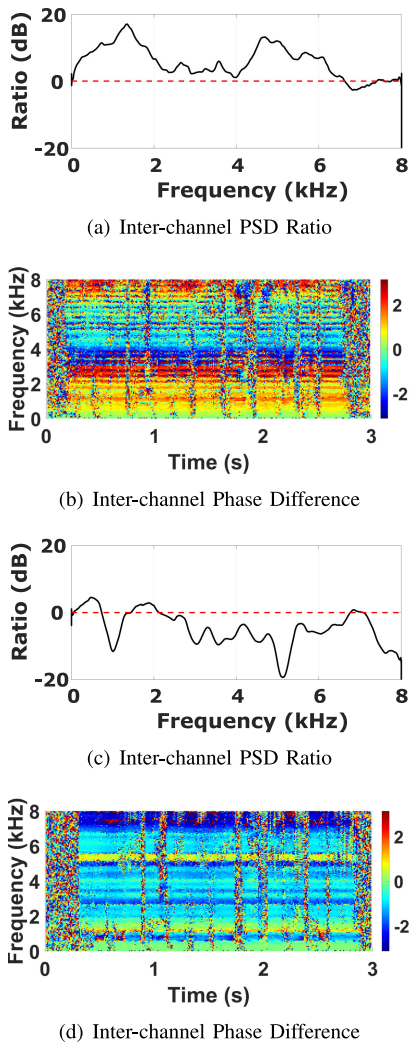 20
0
-20
Ratio (dB)
0 2 4 6 8
Frequency (kHz)
(a) Inter-channel PSD Ratio
8
6
4
2
0
Frequency (kHz)
2
0
-2
0 1 2 3
Time (s)
(b) Inter-channel Phase Difference
20
0
-20
Ratio (dB)
0 2 4 6 8
Frequency (kHz)
(c) Inter-channel PSD Ratio
8
6
4
2
0
Frequency (kHz)
2
0
-2
0 1 2 3
Time (s)
(d) Inter-channel Phase Difference